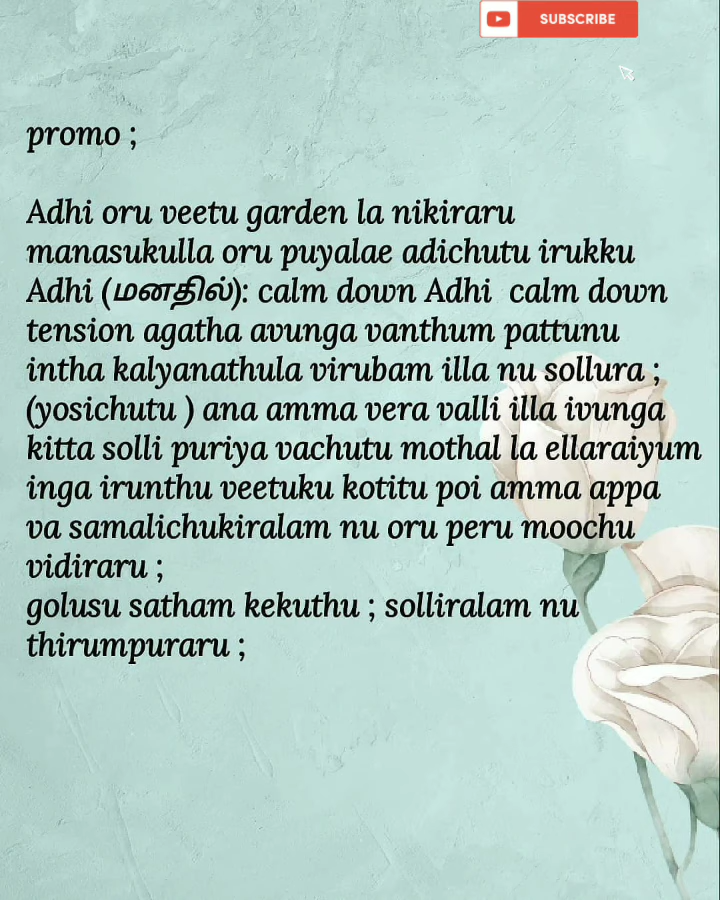 SUBSCRIBE
promo ;
Adhi oru veetu garden la nikiraru
manasukulla oru puyalae adichutu irukku
Adhi (மனதில்): calm down Adhi calm down
tension agatha avunga vanthum pattunu
intha kalyanathula virubam illa nu sollura ;
(yosichutu ) ana amma vera valli illa ivunga
kitta solli puriya vachutu mothal la ellaraiyum
inga irunthu veetuku kotitu poi amma appa
va samalichukiralam nu oru peru moochu
vidiraru ;
golusu satham kekuthu ; solliralam nu
thirumpuraru ;